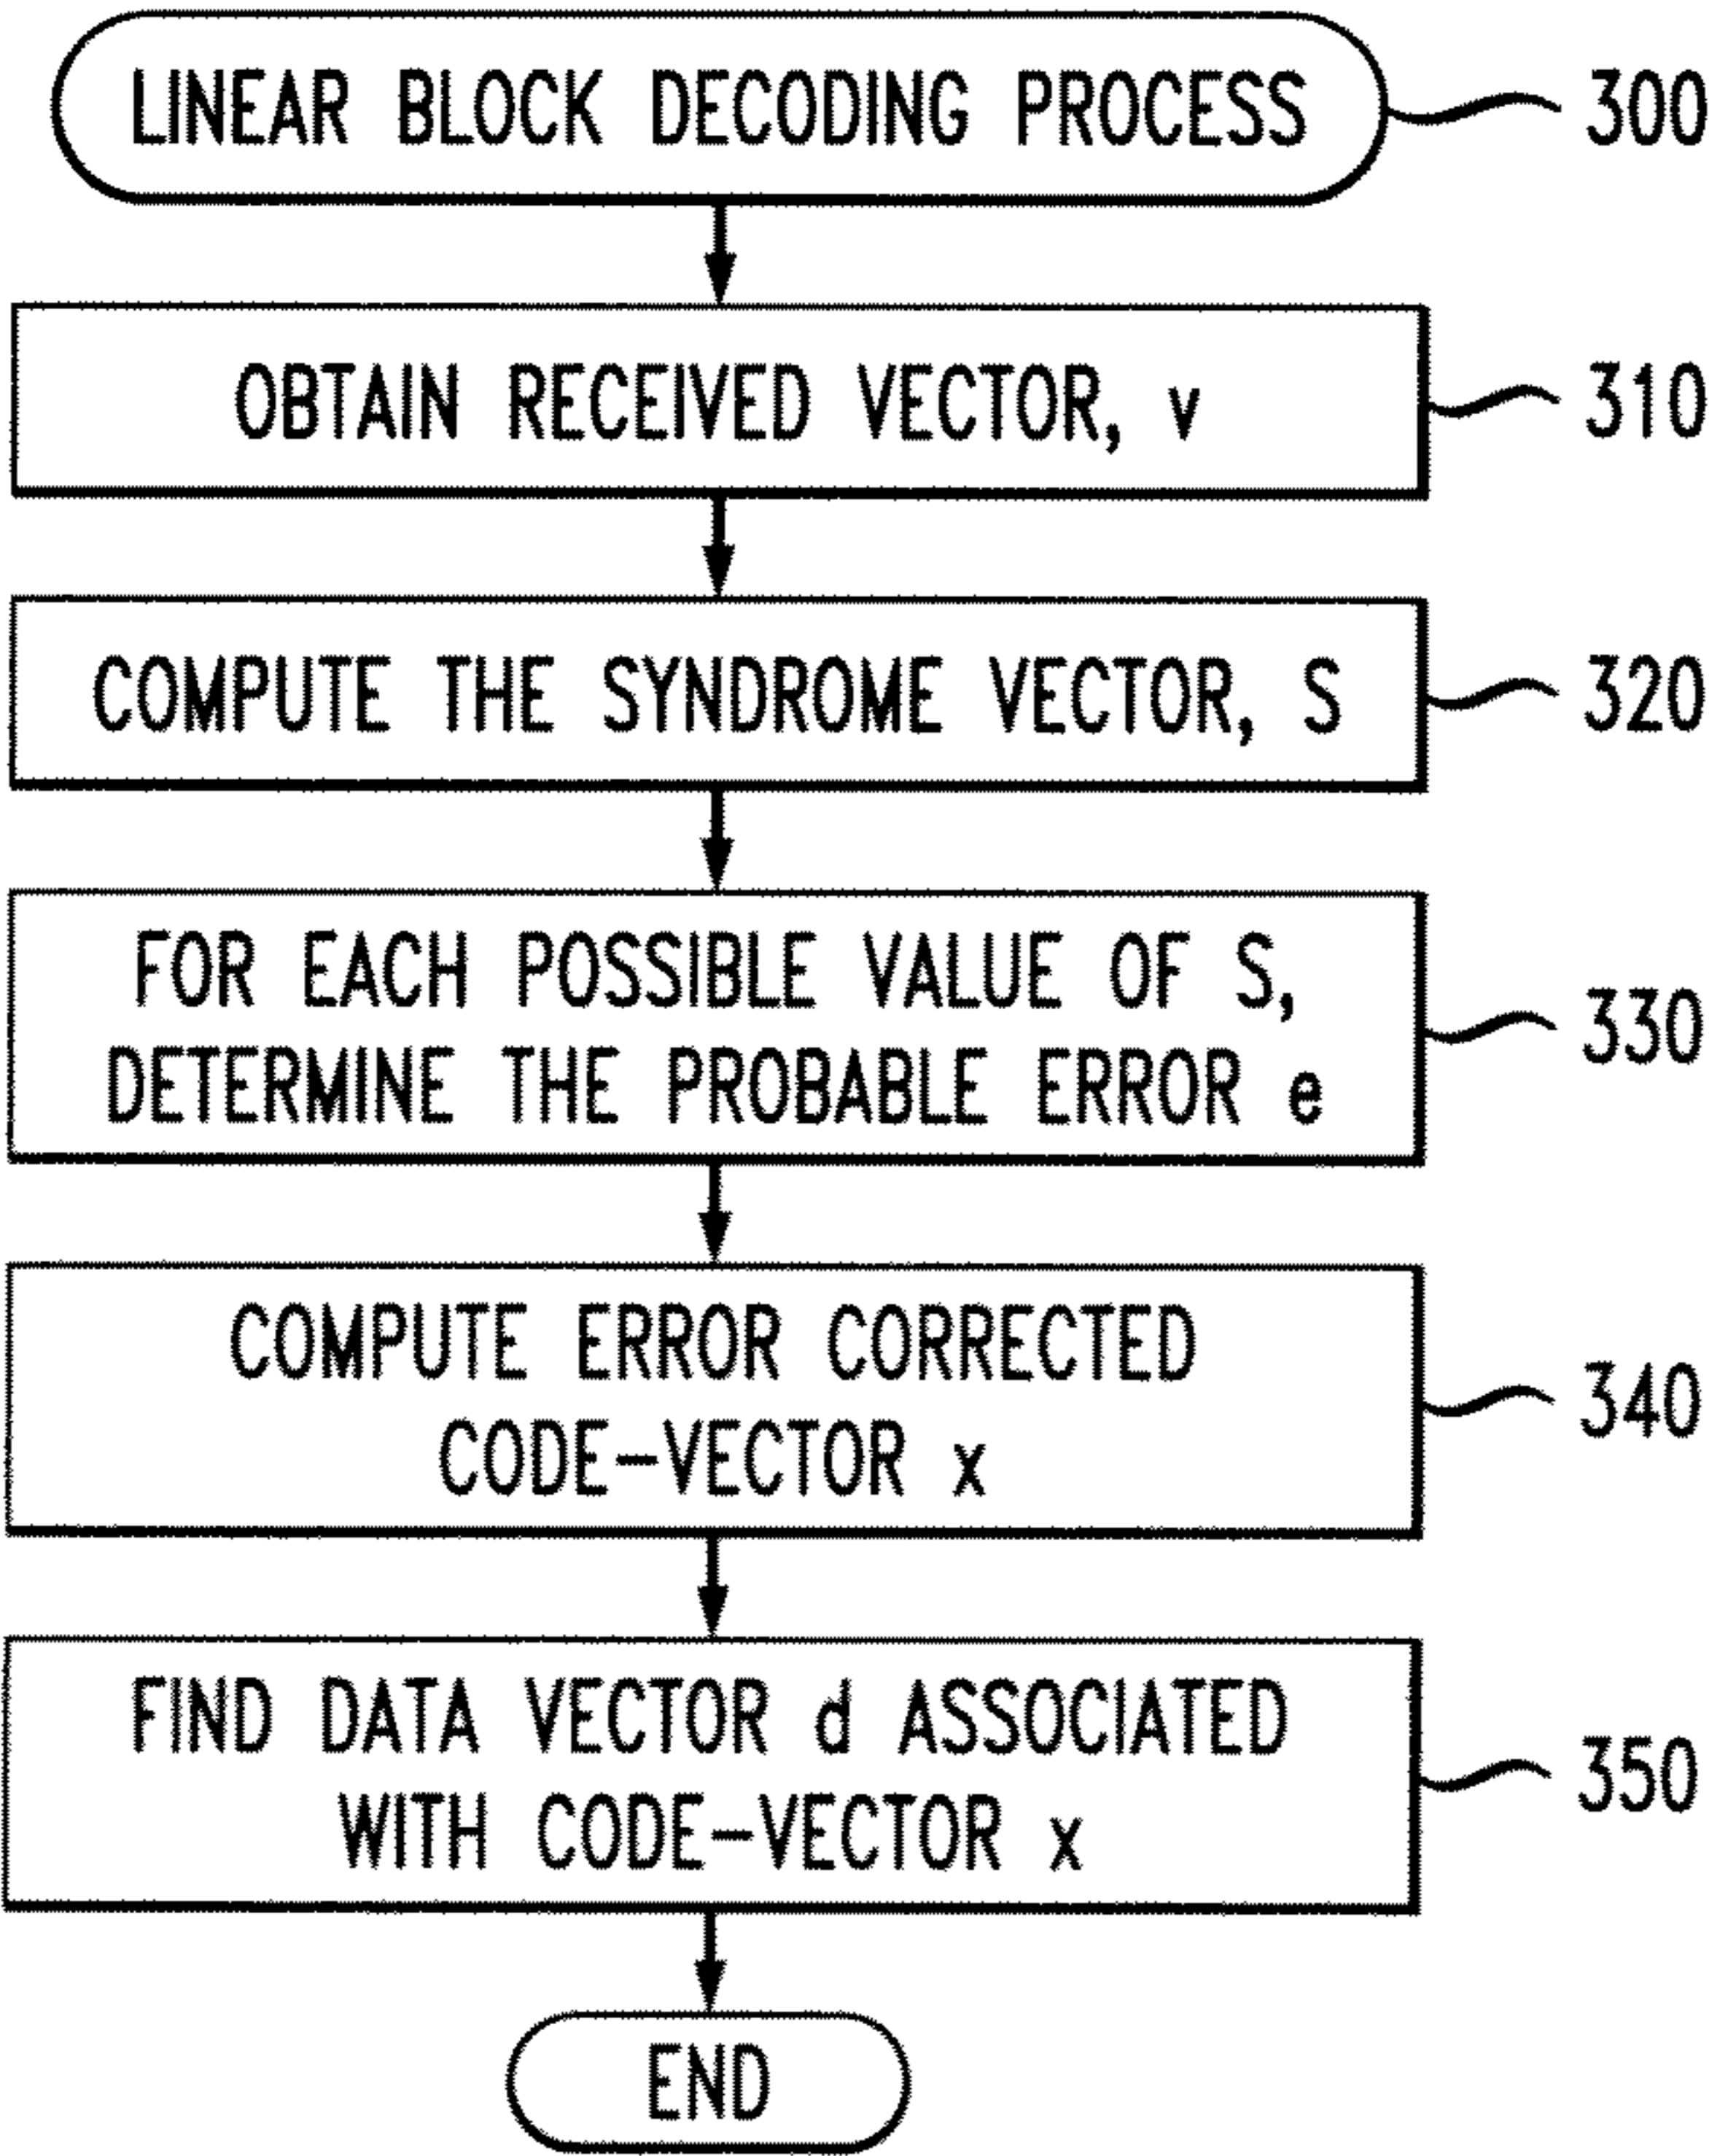 LINEAR BLOCK DECODING PROCESS 300
OBTAIN RECEIVED VECTOR, v 310
COMPUTE THE SYNDROME VECTOR, S 320
FOR EACH POSSIBLE VALUE OF S,
DETERMINE THE PROBABLE ERROR e
330
COMPUTE ERROR CORRECTED
CODE-VECTOR x
340
FIND DATA VECTOR d ASSOCIATED
WITH CODE-VECTOR x
350
END